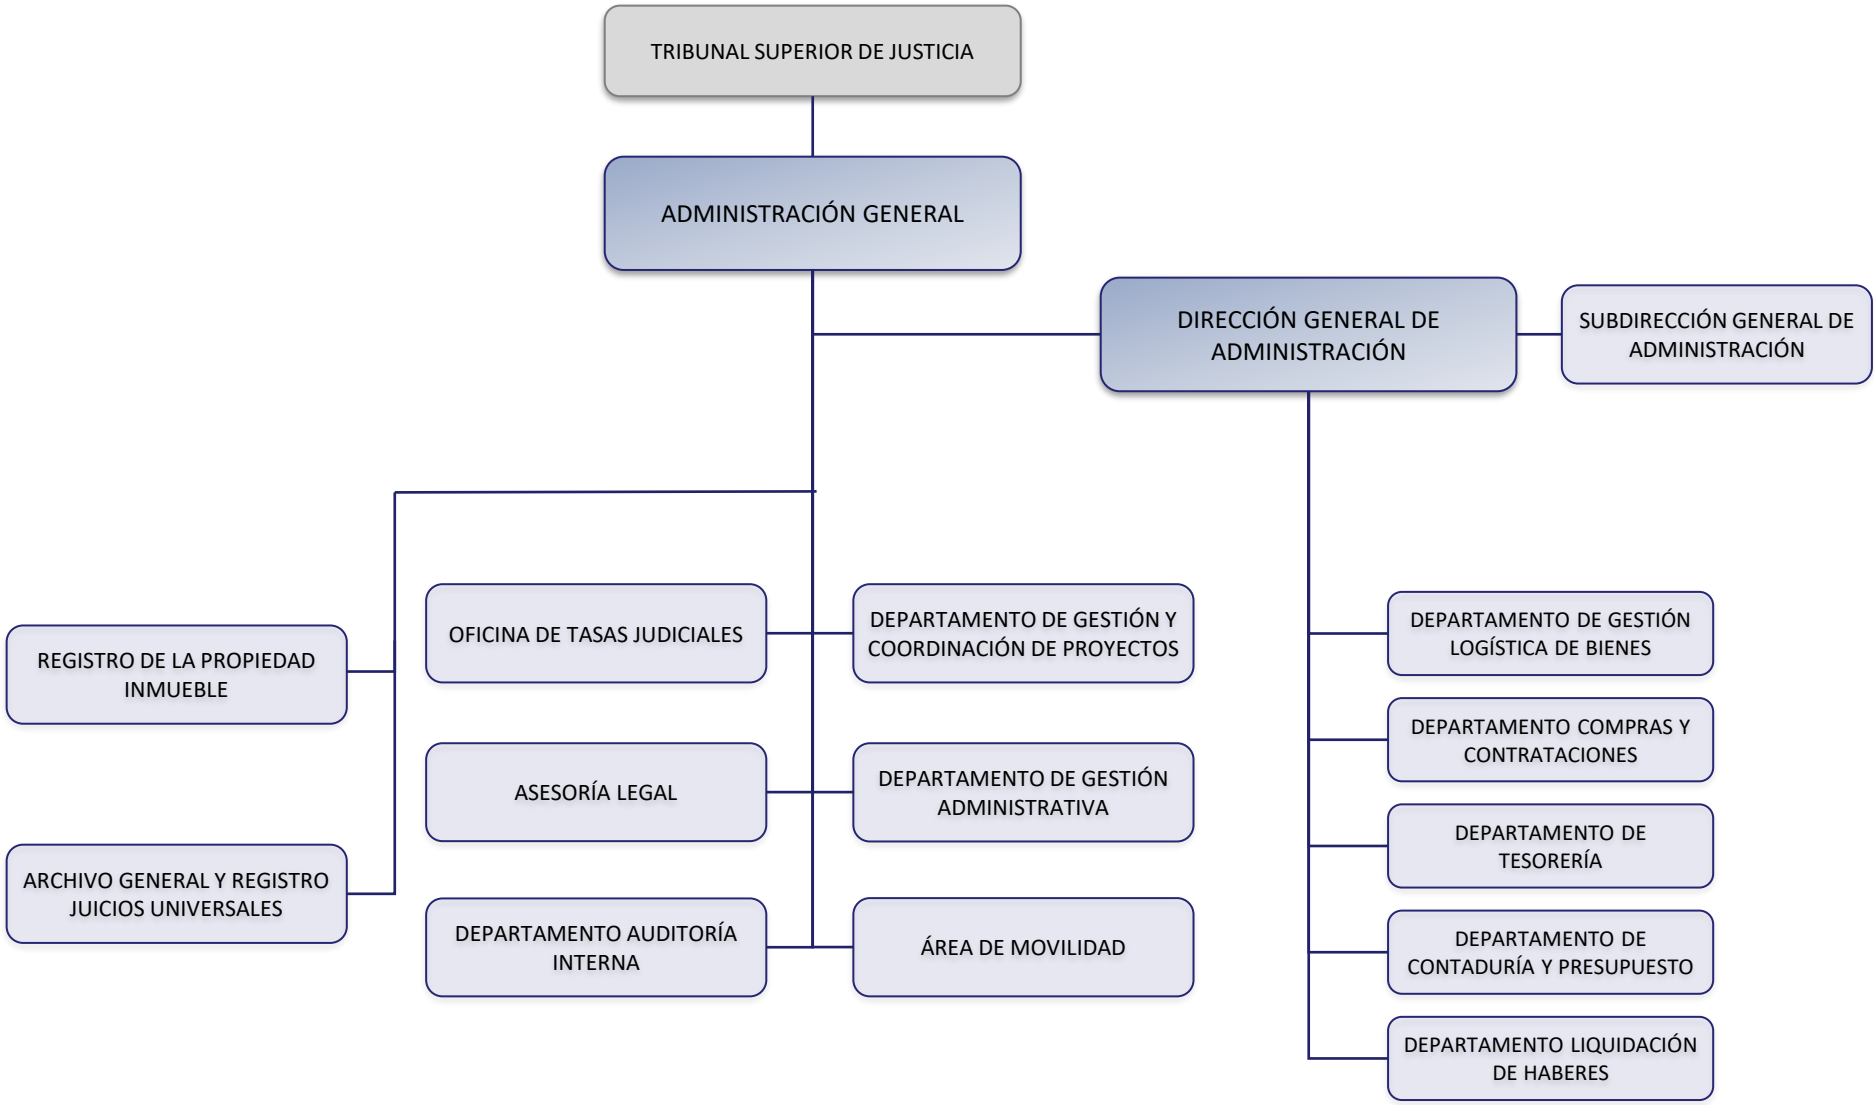 TRIBUNAL SUPERIOR DE JUSTICIA
ADMINISTRACIÓN GENERAL
DIRECCIÓN GENERAL DE
ADMINISTRACIÓN
SUBDIRECCIÓN GENERAL DE
ADMINISTRACIÓN
REGISTRO DE LA PROPIEDAD
INMUEBLE
ARCHIVO GENERAL Y REGISTRO
JUICIOS UNIVERSALES
OFICINA DE TASAS JUDICIALES
ASESORÍA LEGAL
DEPARTAMENTO AUDITORÍA
INTERNA
DEPARTAMENTO DE GESTIÓN Y
COORDINACIÓN DE PROYECTOS
DEPARTAMENTO DE GESTIÓN
ADMINISTRATIVA
ÁREA DE MOVILIDAD
DEPARTAMENTO DE GESTIÓN
LOGÍSTICA DE BIENES
DEPARTAMENTO COMPRAS Y
CONTRATACIONES
DEPARTAMENTO DE
TESORERÍA
DEPARTAMENTO DE
CONTADURÍA Y PRESUPUESTO
DEPARTAMENTO LIQUIDACIÓN
DE HABERES